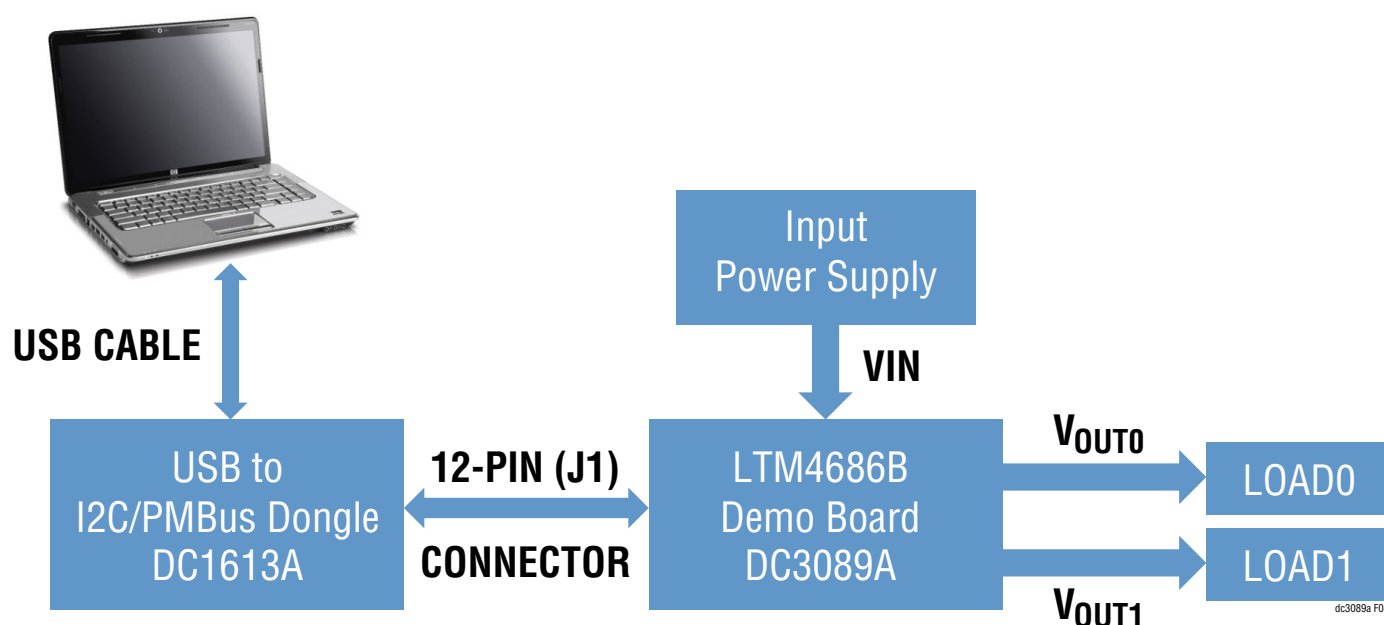 USB CABLE
Input
Power Supply
VIN
USB to
I2C/PMBus Dongle
DC1613A
12-PIN (J1)
CONNECTOR
LTM4686B
Demo Board
DC3089A
VOUT0
LOAD0
VOUT1
LOAD1
dc3089a F0